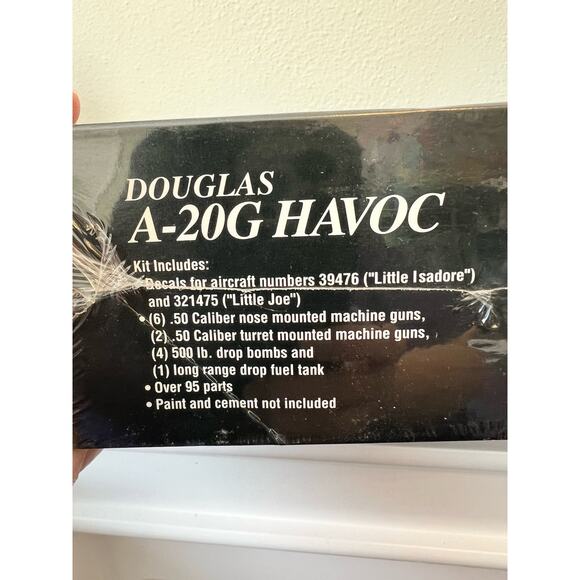 DOUGLAS
A-20G HAVOC
Kit Includes:
• Decals for aircraft numbers 39476 ("Little Isadore")
and 321475 ("Little Joe")
• (6) .50 Caliber nose mounted machine guns,
(2) .50 Caliber turret mounted machine guns,
(4) 500 lb. drop bombs and
(1) long range drop fuel tank
• Over 95 parts
• Paint and cement not included